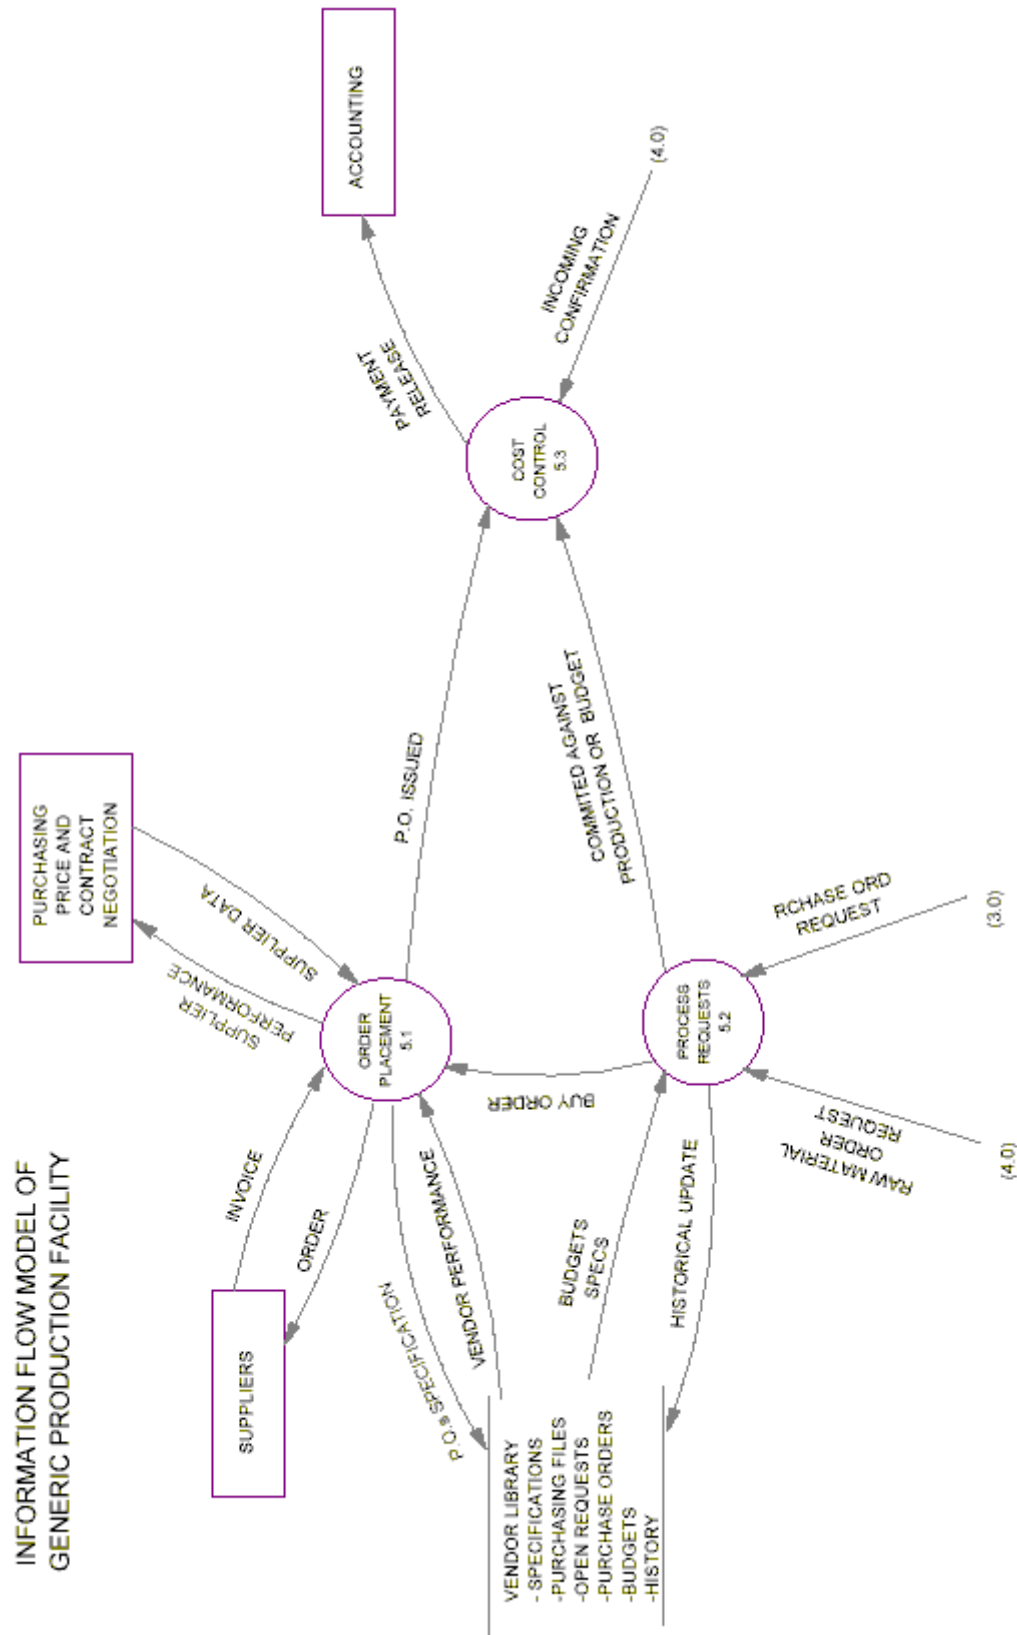 INFORMATION FLOW MODEL OF
GENERIC PRODUCTION FACILITY
PURCHASING
PRICE AND
CONTRACT
NEGOTIATION
SUPPLIERS
INVOICE
ORDER
SUPPLIER
PERFORMANCE
SUPPLIER DATA
ORDER
PLACEMENT
5.1
P.O. ISSUED
PAYMENT
RELEASE
ACCOUNTING
P.O.s SPECIFICATION
VENDOR PERFORMANCE
BUY ORDER
COST
CONTROL
5.3
INCOMING
CONFIRMATION
(4.0)
VENDOR LIBRARY
- SPECIFICATIONS
-PURCHASING FILES
-OPEN REQUESTS
-PURCHASE ORDERS
-BUDGETS
-HISTORY
BUDGETS
SPECS
HISTORICAL UPDATE
PROCESS
REQUESTS
5.2
COMMITED AGAINST
PRODUCTION OR BUDGET
RAW MATERIAL
ORDER
REQUEST
(4.0)
RCHASE ORD
REQUEST
(3.0)